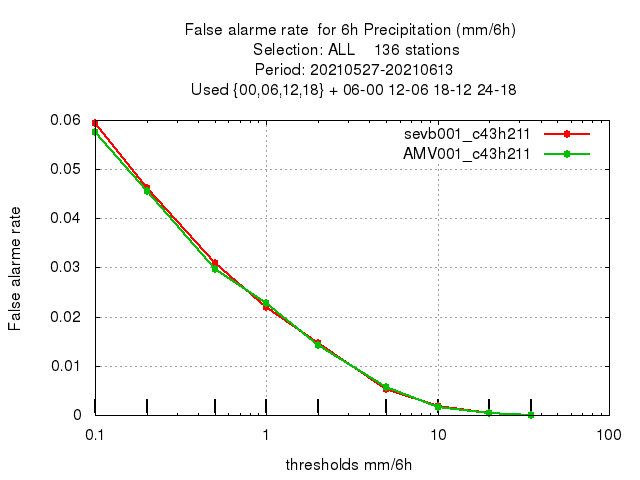 False alarme rate  for 6h Precipitation (mm/6h)
Selection: ALL    136 stations
Period: 20210527-20210613
Used {00,06,12,18} + 06-00 12-06 18-12 24-18
sevb001_c43h211
AMV001_c43h211
0.06
0.05
0.04
0.03
0.02
0.01
0
False alarme rate
0.1
1
10
100
thresholds mm/6h